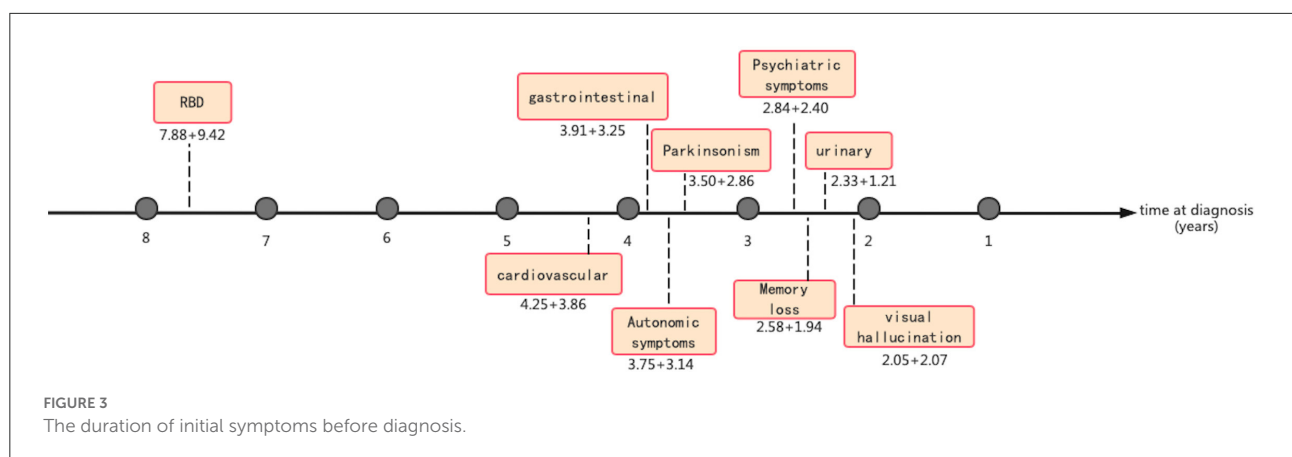 RBD
7.88+9.42
gastrointestinal
3.91+3.25
Parkinsonism
3.50+2.86
Psychiatric
symptoms
2.84+2.40
urinary
2.33+1.21
8
7
6
5
4
3
2
1
time at diagnosis
(years)
cardiovascular
4.25+3.86
Autonomic
symptoms
3.75+3.14
Memory
loss
2.58+1.94
visual
hallucination
2.05+2.07
FIGURE 3
The duration of initial symptoms before diagnosis.